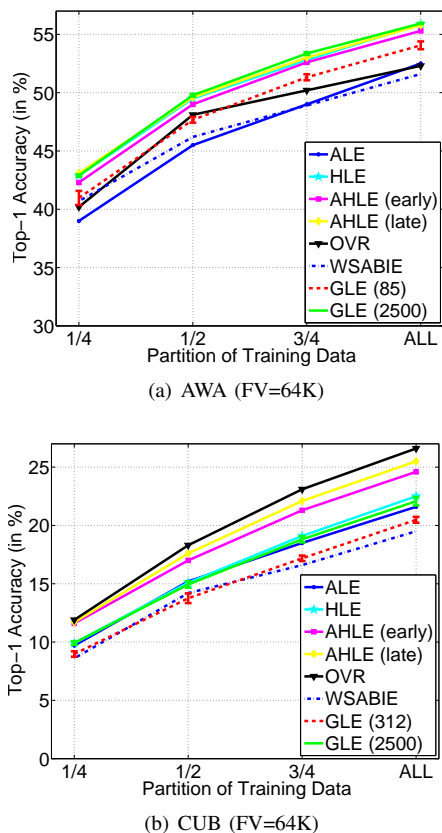 55
50
45
40
35
30
Top−1 Accuracy (in %)
ALE
HLE
AHLE (early)
AHLE (late)
OVR
WSABIE
GLE (85)
GLE (2500)
1/4
1/2
3/4
ALL
Partition of Training Data
(a) AWA (FV=64K)
25
20
15
10
5
0
Top−1 Accuracy (in %)
ALE
HLE
AHLE (early)
AHLE (late)
OVR
WSABIE
GLE (312)
GLE (2500)
1/4
1/2
3/4
ALL
Partition of Training Data
(b) CUB (FV=64K)